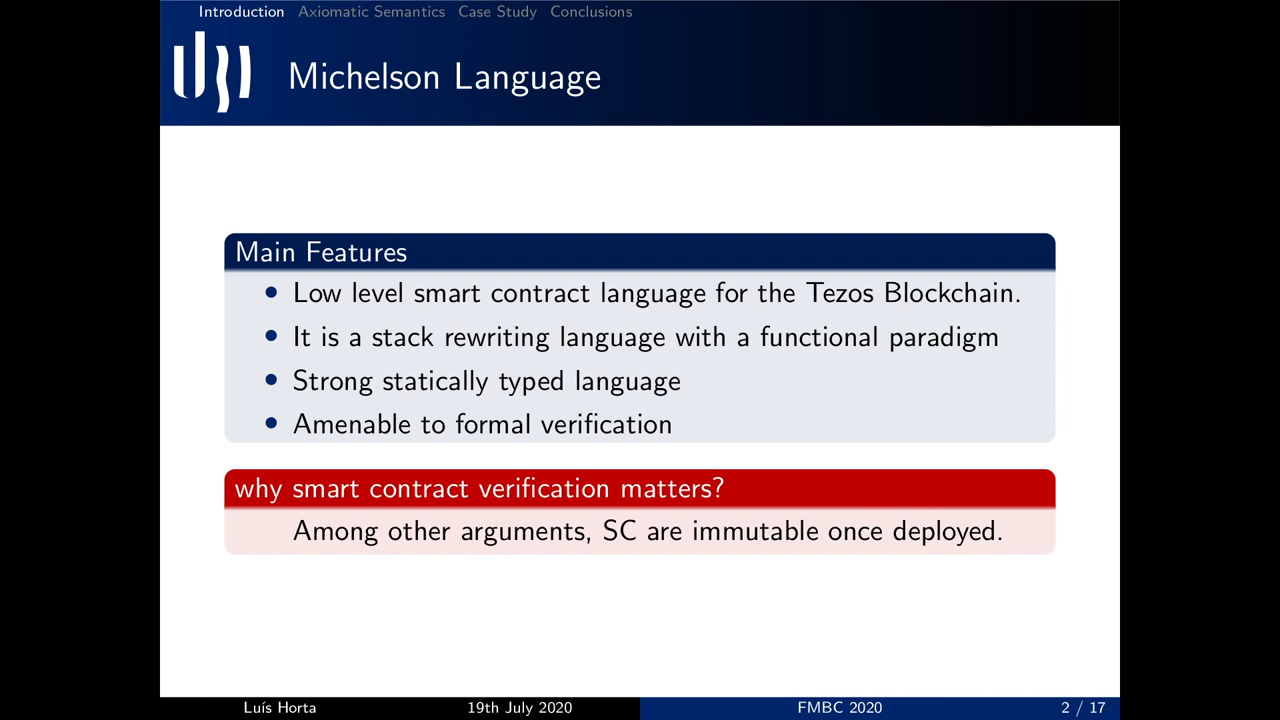 Introduction Axiomatic Semantics Case Study Conclusions
Michelson Language
Main Features
• Low level smart contract language for the Tezos Blockchain.
• It is a stack rewriting language with a functional paradigm
• Strong statically typed language
• Amenable to formal verification
why smart contract verification matters?
Among other arguments, SC are immutable once deployed.
Luís Horta 19th July 2020 FMBC 2020 2 / 17